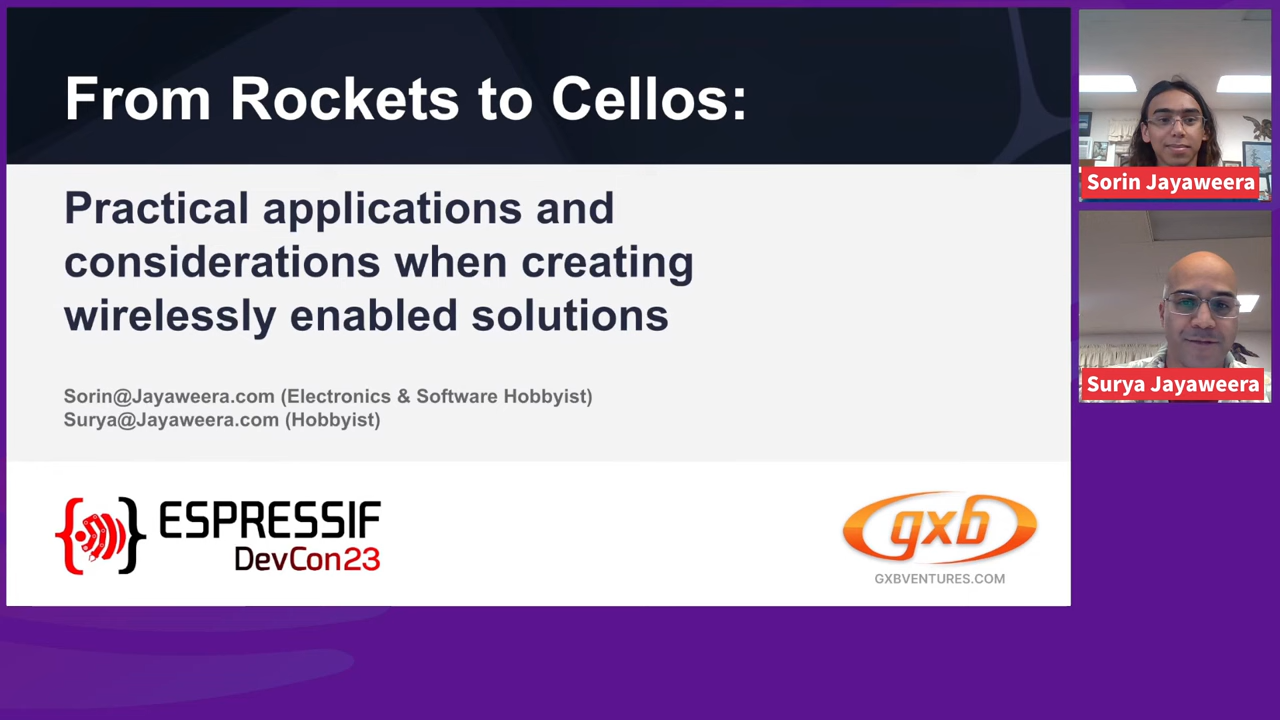 From Rockets to Cellos:
Practical applications and
considerations when creating
wirelessly enabled solutions
Sorin@Jayaweera.com (Electronics & Software Hobbyist)
Surya@Jayaweera.com (Hobbyist)
ESPRESSIF
DevCon23
gxb
GXBVENTURES.COM
Sorin Jayaweera
Surya Jayaweera